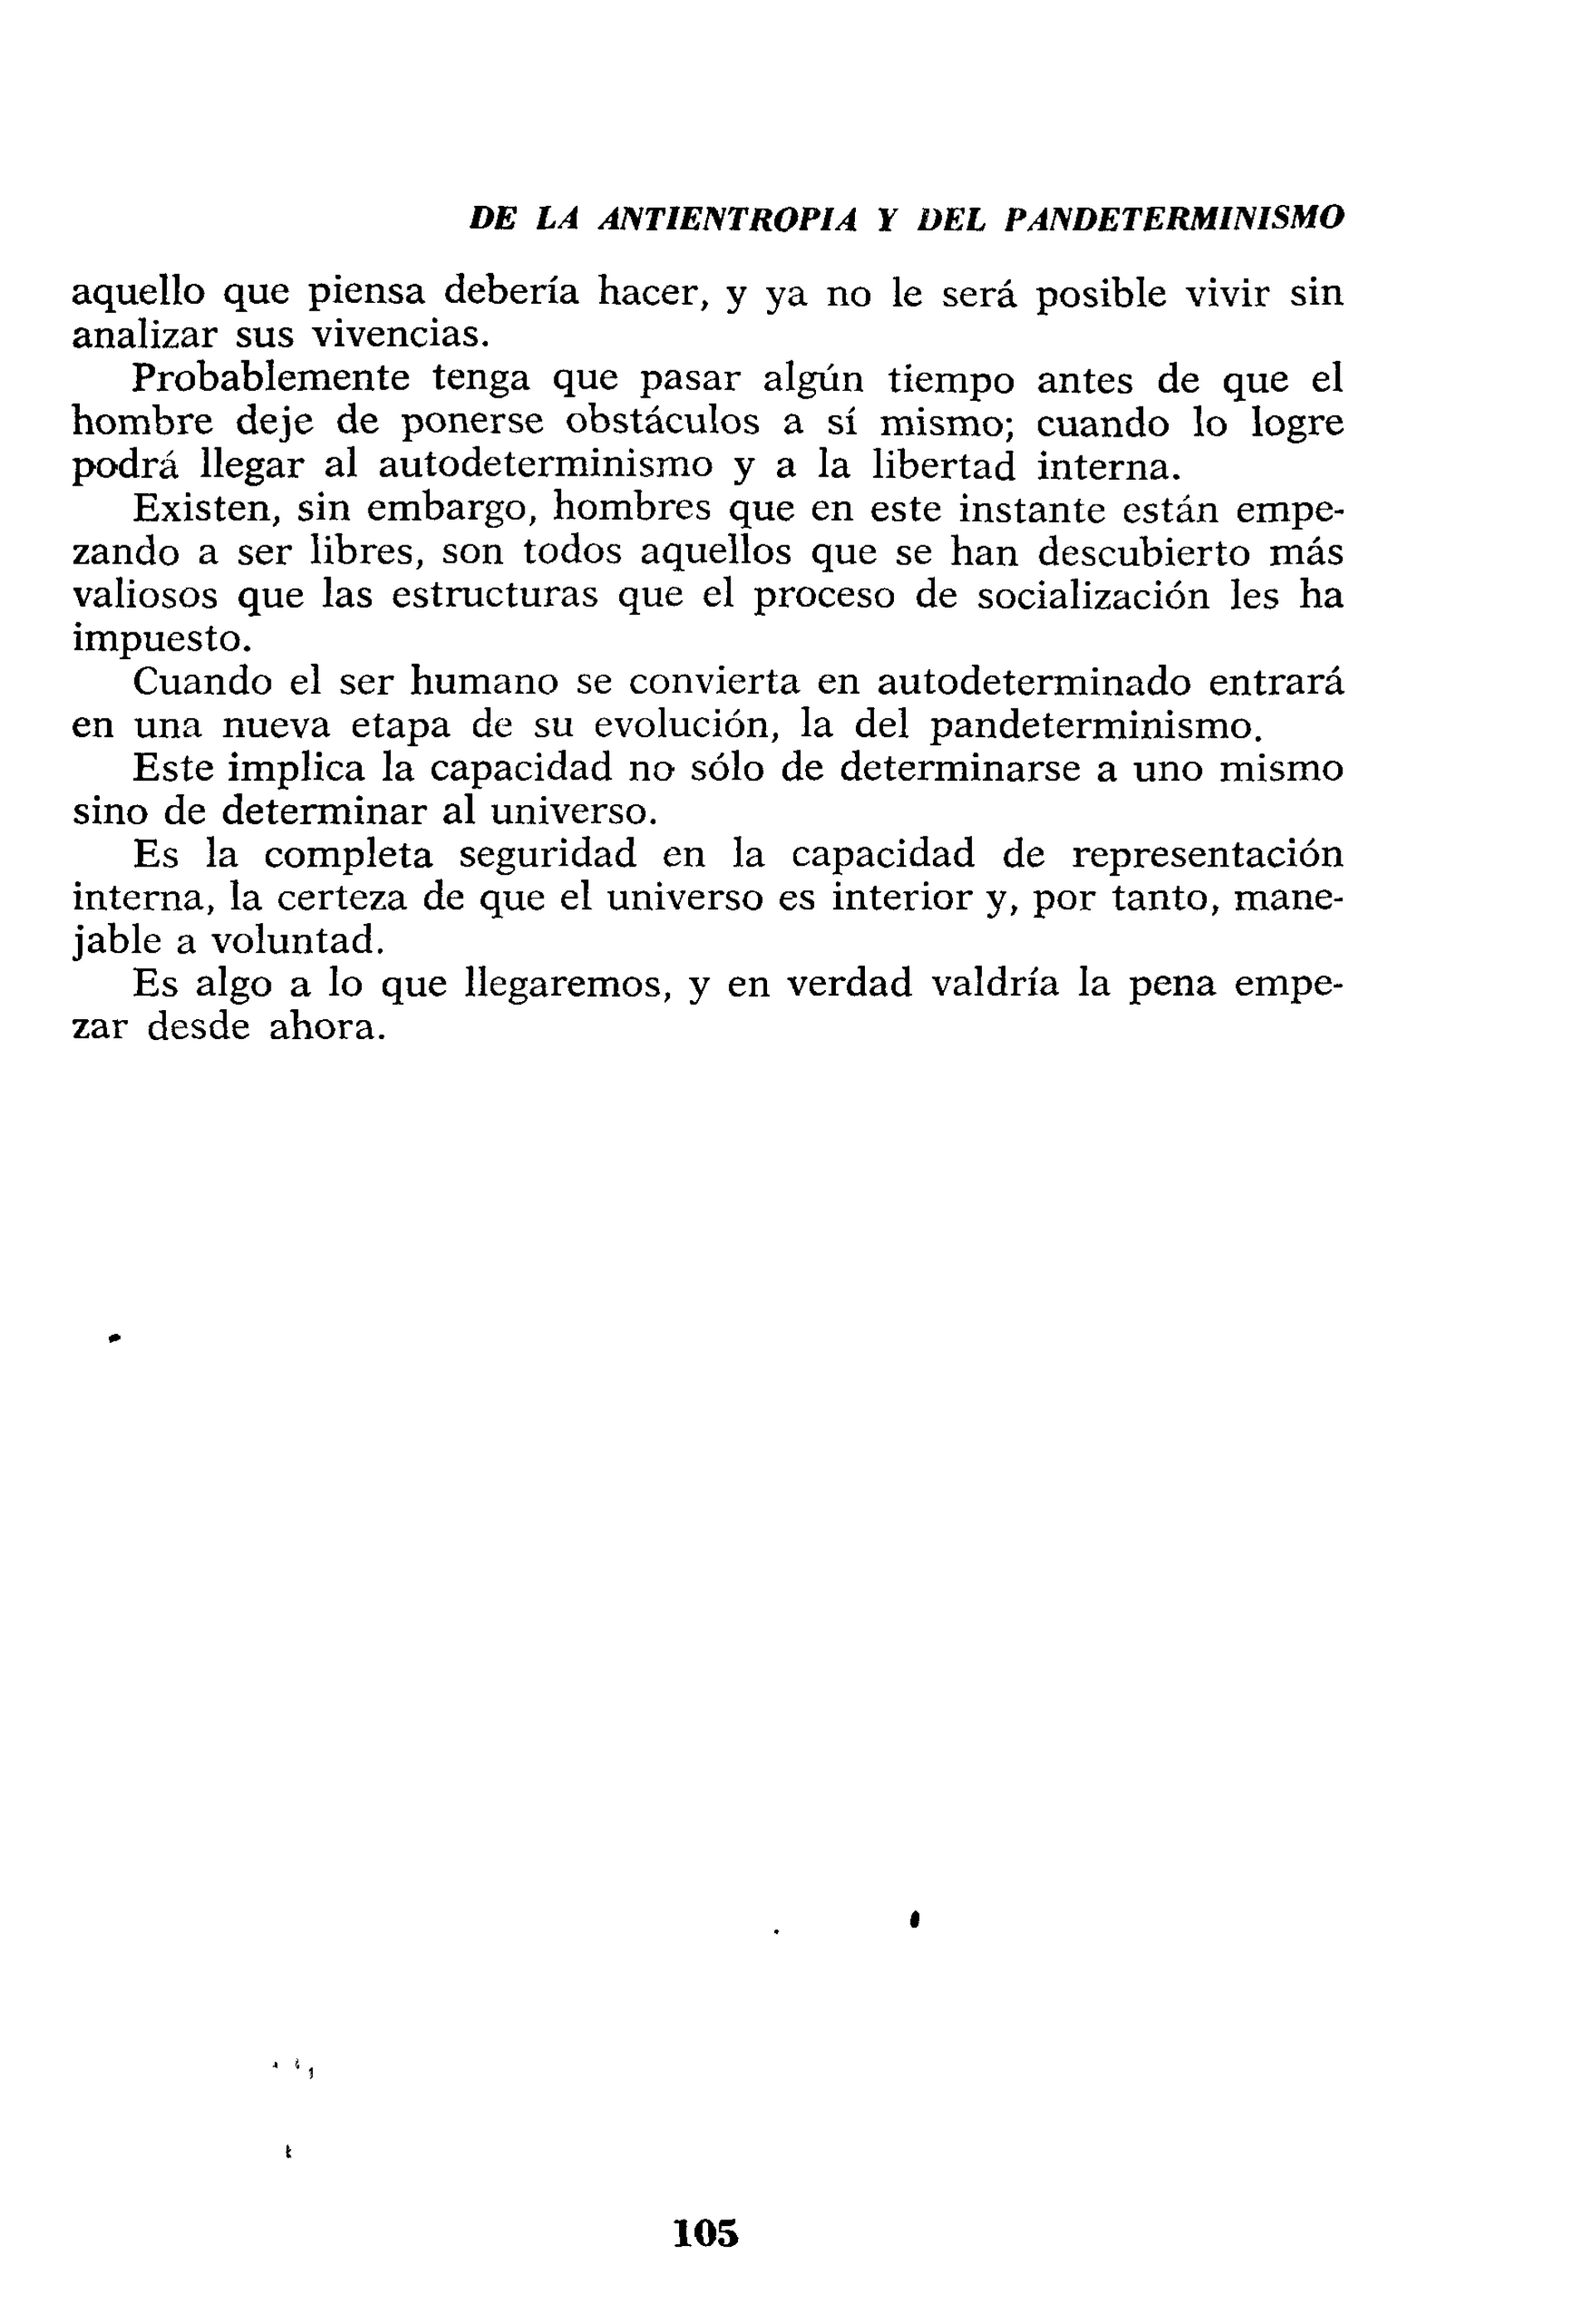 DE LA ANTIENTROPIA Y DEL PANDETERMINISMO
aquello que piensa debería hacer, y ya no le será posible vivir sin
analizar sus vivencias.
Probablemente tenga que pasar algún tiempo antes de que el
hombre deje de ponerse obstáculos a sí mismo; cuando lo logre
podrá llegar al autodeterminismo y a la libertad interna.
Existen, sin embargo, hombres que en este instante están empe-
zando a ser libres, son todos aquellos que se han descubierto más
valiosos que las estructuras que el proceso de socialización les ha
impuesto.
Cuando el ser humano se convierta en autodeterminado entrará
en una nueva etapa de su evolución, la del pandeterminismo.
Este implica la capacidad no sólo de determinarse a uno mismo
sino de determinar al universo.
Es la completa seguridad en la capacidad de representación
interna, la certeza de que el universo es interior y, por tanto, mane-
jable a voluntad.
Es algo a lo que llegaremos, y en verdad valdría la pena empe-
zar desde ahora.
105